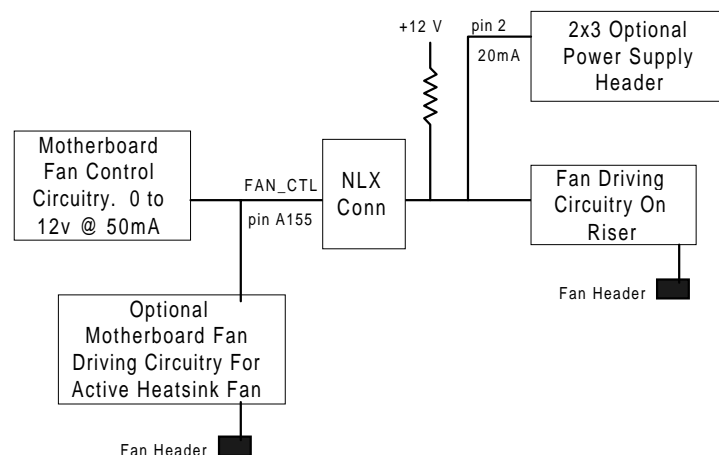 +12 V
pin 2
20mA
2x3 Optional
Power Supply
Header
Motherboard
Fan Control
Circuitry.  0 to
12v @ 50mA
FAN_CTL
pin A155
NLX
Conn
Fan Driving
Circuitry On
Riser
Fan Header
Optional
Motherboard Fan
Driving Circuitry For
Active Heatsink Fan
Fan Header